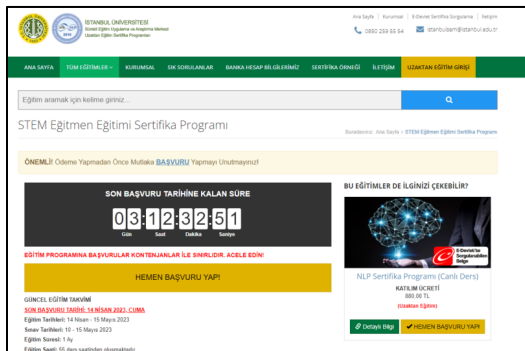 Ana Sayfa | Kurumsal | E-Devlet Sertifika Sorgulama | İletişim
İSTANBUL ÜNİVERSİTESİ
Sürekli Eğitim Uygulama ve Araştırma Merkezi
Uzaktan Eğitim Sertifika Programları
0850 259 55 54
istanbulsem@istanbul.edu.tr
ANA SAYFA TÜM EĞİTİMLER KURUMSAL SIK SORULANLAR BANKA HESAP BİLGİLERİMİZ SERTİFİKA ÖRNEĞİ İLETİŞİM UZAKTAN EĞİTİM GİRİŞİ
Eğitim aramak için kelime giriniz...
STEM Eğitmen Eğitimi Sertifika Programı
Buradasınız: Ana Sayfa › STEM Eğitmen Eğitimi Sertifika Programı
ÖNEMLİ! Ödeme Yapmadan Önce Mutlaka BAŞVURU Yapmayı Unutmayınız!
SON BAŞVURU TARİHİNE KALAN SÜRE
03:12:32:51
Gün Saat Dakika Saniye
EĞİTİM PROGRAMINA BAŞVURULAR KONTENJANLAR İLE SINIRLIDIR. ACELE EDİN!
HEMEN BAŞVURU YAP!
GÜNCEL EĞİTİM TAKVİMİ
SON BAŞVURU TARİHİ: 14 NİSAN 2023, CUMA
Eğitim Tarihleri: 14 Nisan - 15 Mayıs 2023
Sınav Tarihleri: 10 - 15 Mayıs 2023
Eğitim Süresi: 1 Ay
Eğitim Saati: 55 ders saatinden oluşmaktadır.
BU EĞİTİMLER DE İLGİNİZİ ÇEKEBİLİR?
E-Devlet'te
Sorgulanabilen
Belge
NLP Sertifika Programı (Canlı Ders)
KATILIM ÜCRETİ
880,00 TL
(Uzaktan Eğitim)
Detaylı Bilgi
HEMEN BAŞVURU YAP!